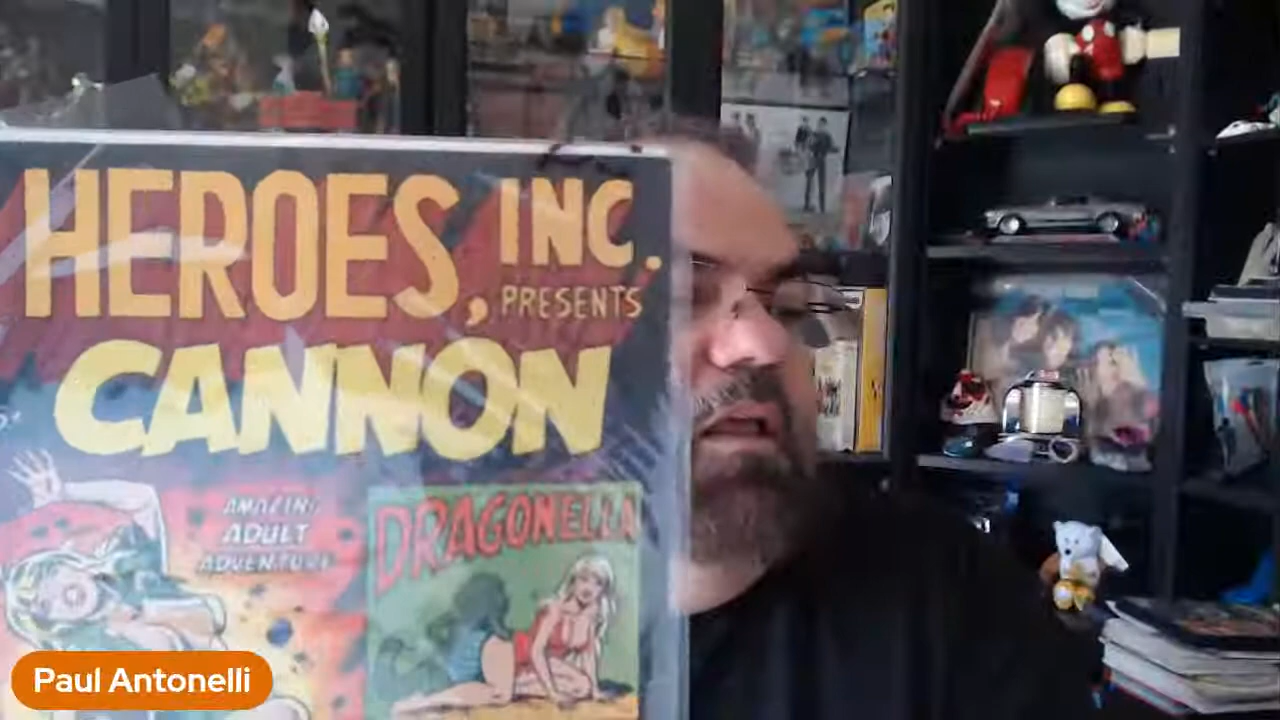 HEROES, INC.
PRESENTS
CANNON
AMAZING
ADULT
ADVENTURE
DRAGONELLA
Paul Antonelli